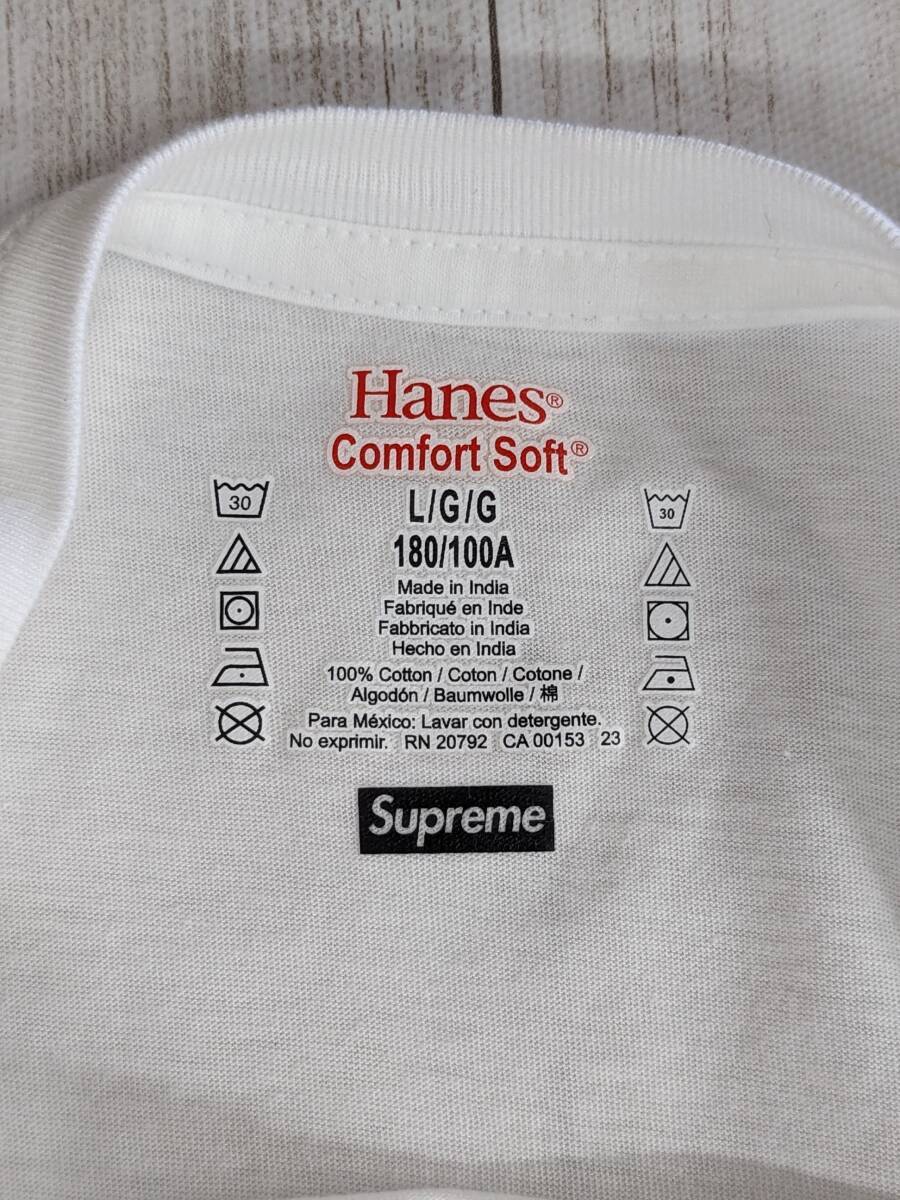 Hanes®
Comfort Soft®
30
L/G/G
30
180/100A
Made in India
Fabriqué en Inde
Fabbricato in India
Hecho en India
100% Cotton / Coton / Cotone /
Algodón / Baumwolle / 棉
Para México: Lavar con detergente.
No exprimir. RN 20792 CA 00153 23
Supreme